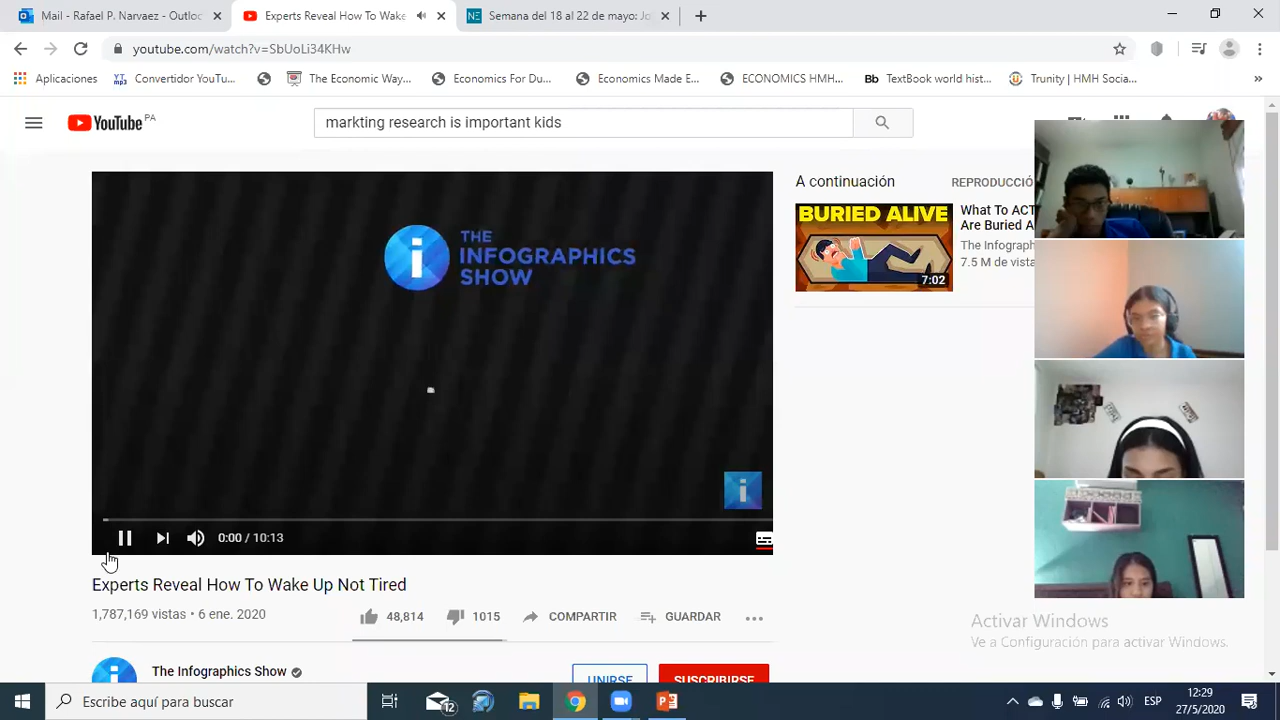 Mail - Rafael P. Narvaez - Outloo
Experts Reveal How To Wake
Semana del 18 al 22 de mayo: Jo
youtube.com/watch?v=SbUoLi34KHw
Aplicaciones
Convertidor YouTu...
The Economic Way...
Economics For Du...
Economics Made E...
ECONOMICS HMH...
Bb TextBook world hist...
Trunity | HMH Socia...
»
YouTube PA
markting research is important kids
THE
INFOGRAPHICS
SHOW
0:00 / 10:13
A continuación
REPRODUCCIÓ
BURIED ALIVE
7:02
What To ACT
Are Buried A
The Infograph
7.5 M de vista
Experts Reveal How To Wake Up Not Tired
1,787,169 vistas • 6 ene. 2020
48,814
1015
COMPARTIR
GUARDAR
The Infographics Show
UNIRSE
SUSCRIBIRSE
Activar Windows
Ve a Configuración para activar Windows.
Escribe aquí para buscar
12
ESP
12:29
27/5/2020